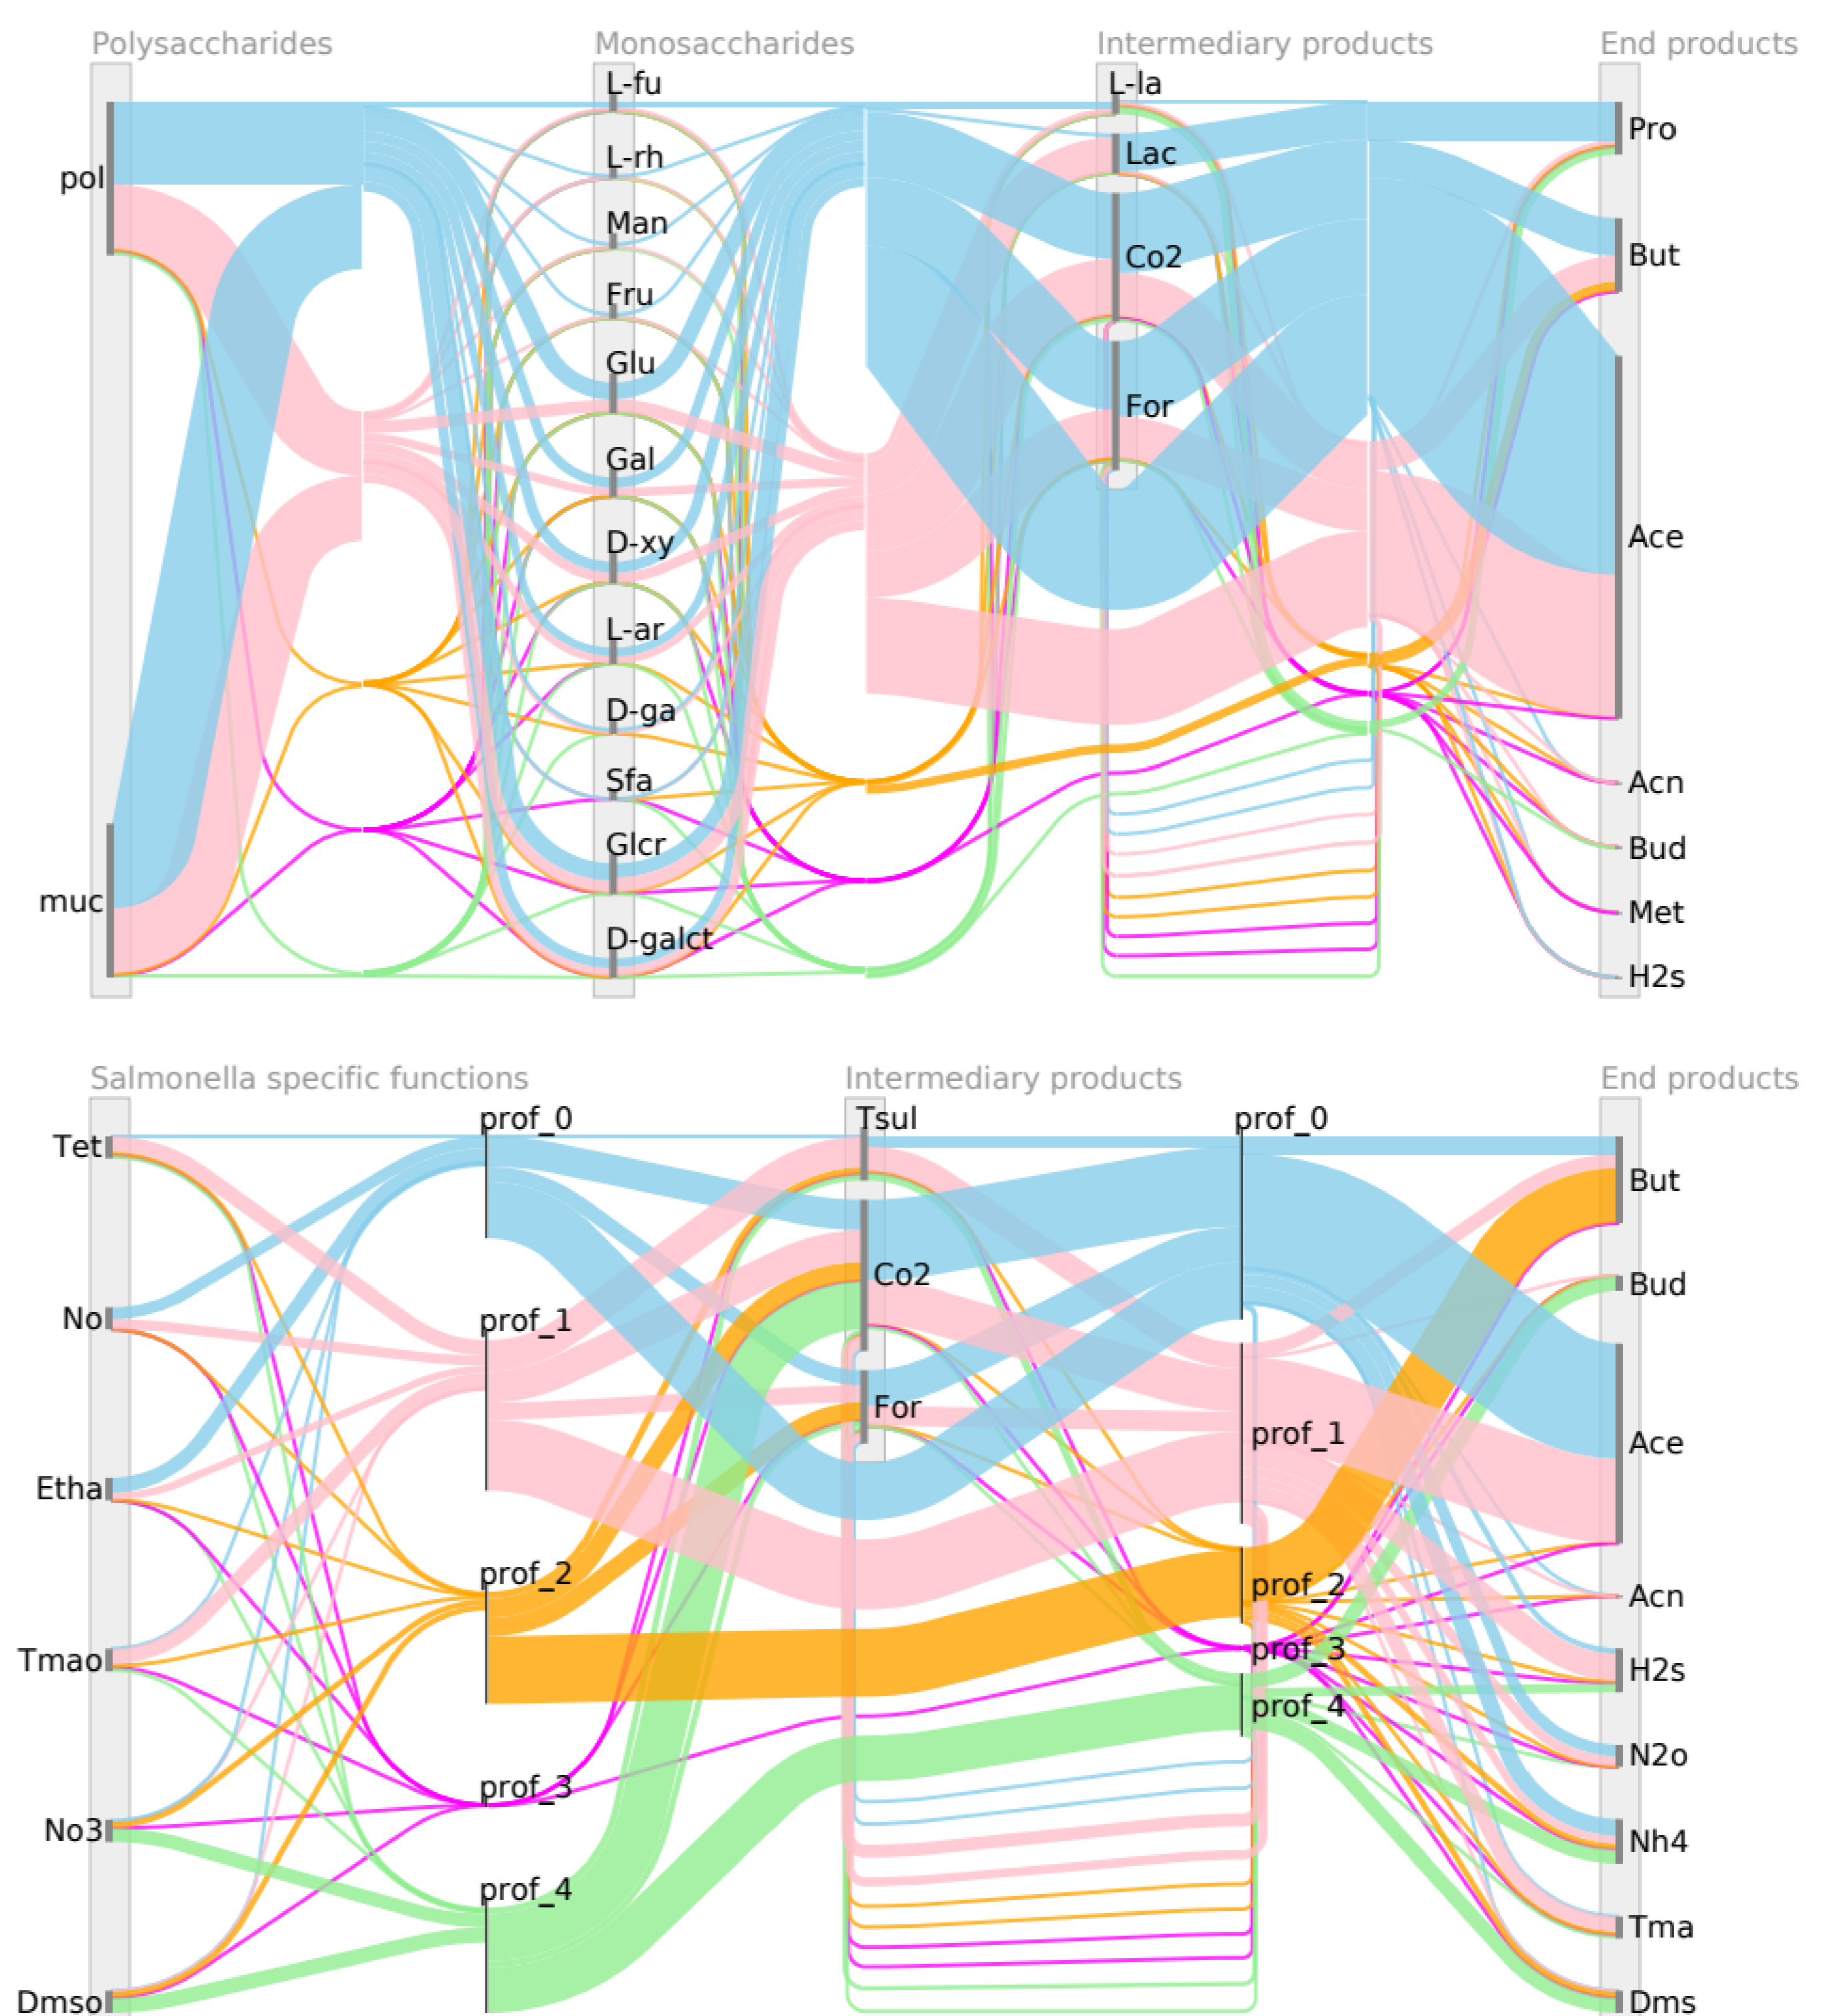 Polysaccharides Monosaccharides Intermediary products End products
pol
muc
L-fu
L-rh
Man
Fru
Glu
Gal
D-xy
L-ar
D-ga
Sfa
Glcr
D-galct
L-la
Lac
Co2
For
Pro
But
Ace
Acn
Bud
Met
H2s
Salmonella specific functions Intermediary products End products
Tet
No
Etha
Tmao
No3
Dmso
prof_0
prof_1
prof_2
prof_3
prof_4
Tsul
Co2
For
prof_0
prof_1
prof_2
prof_3
prof_4
But
Bud
Ace
Acn
H2s
N2o
Nh4
Tma
Dms